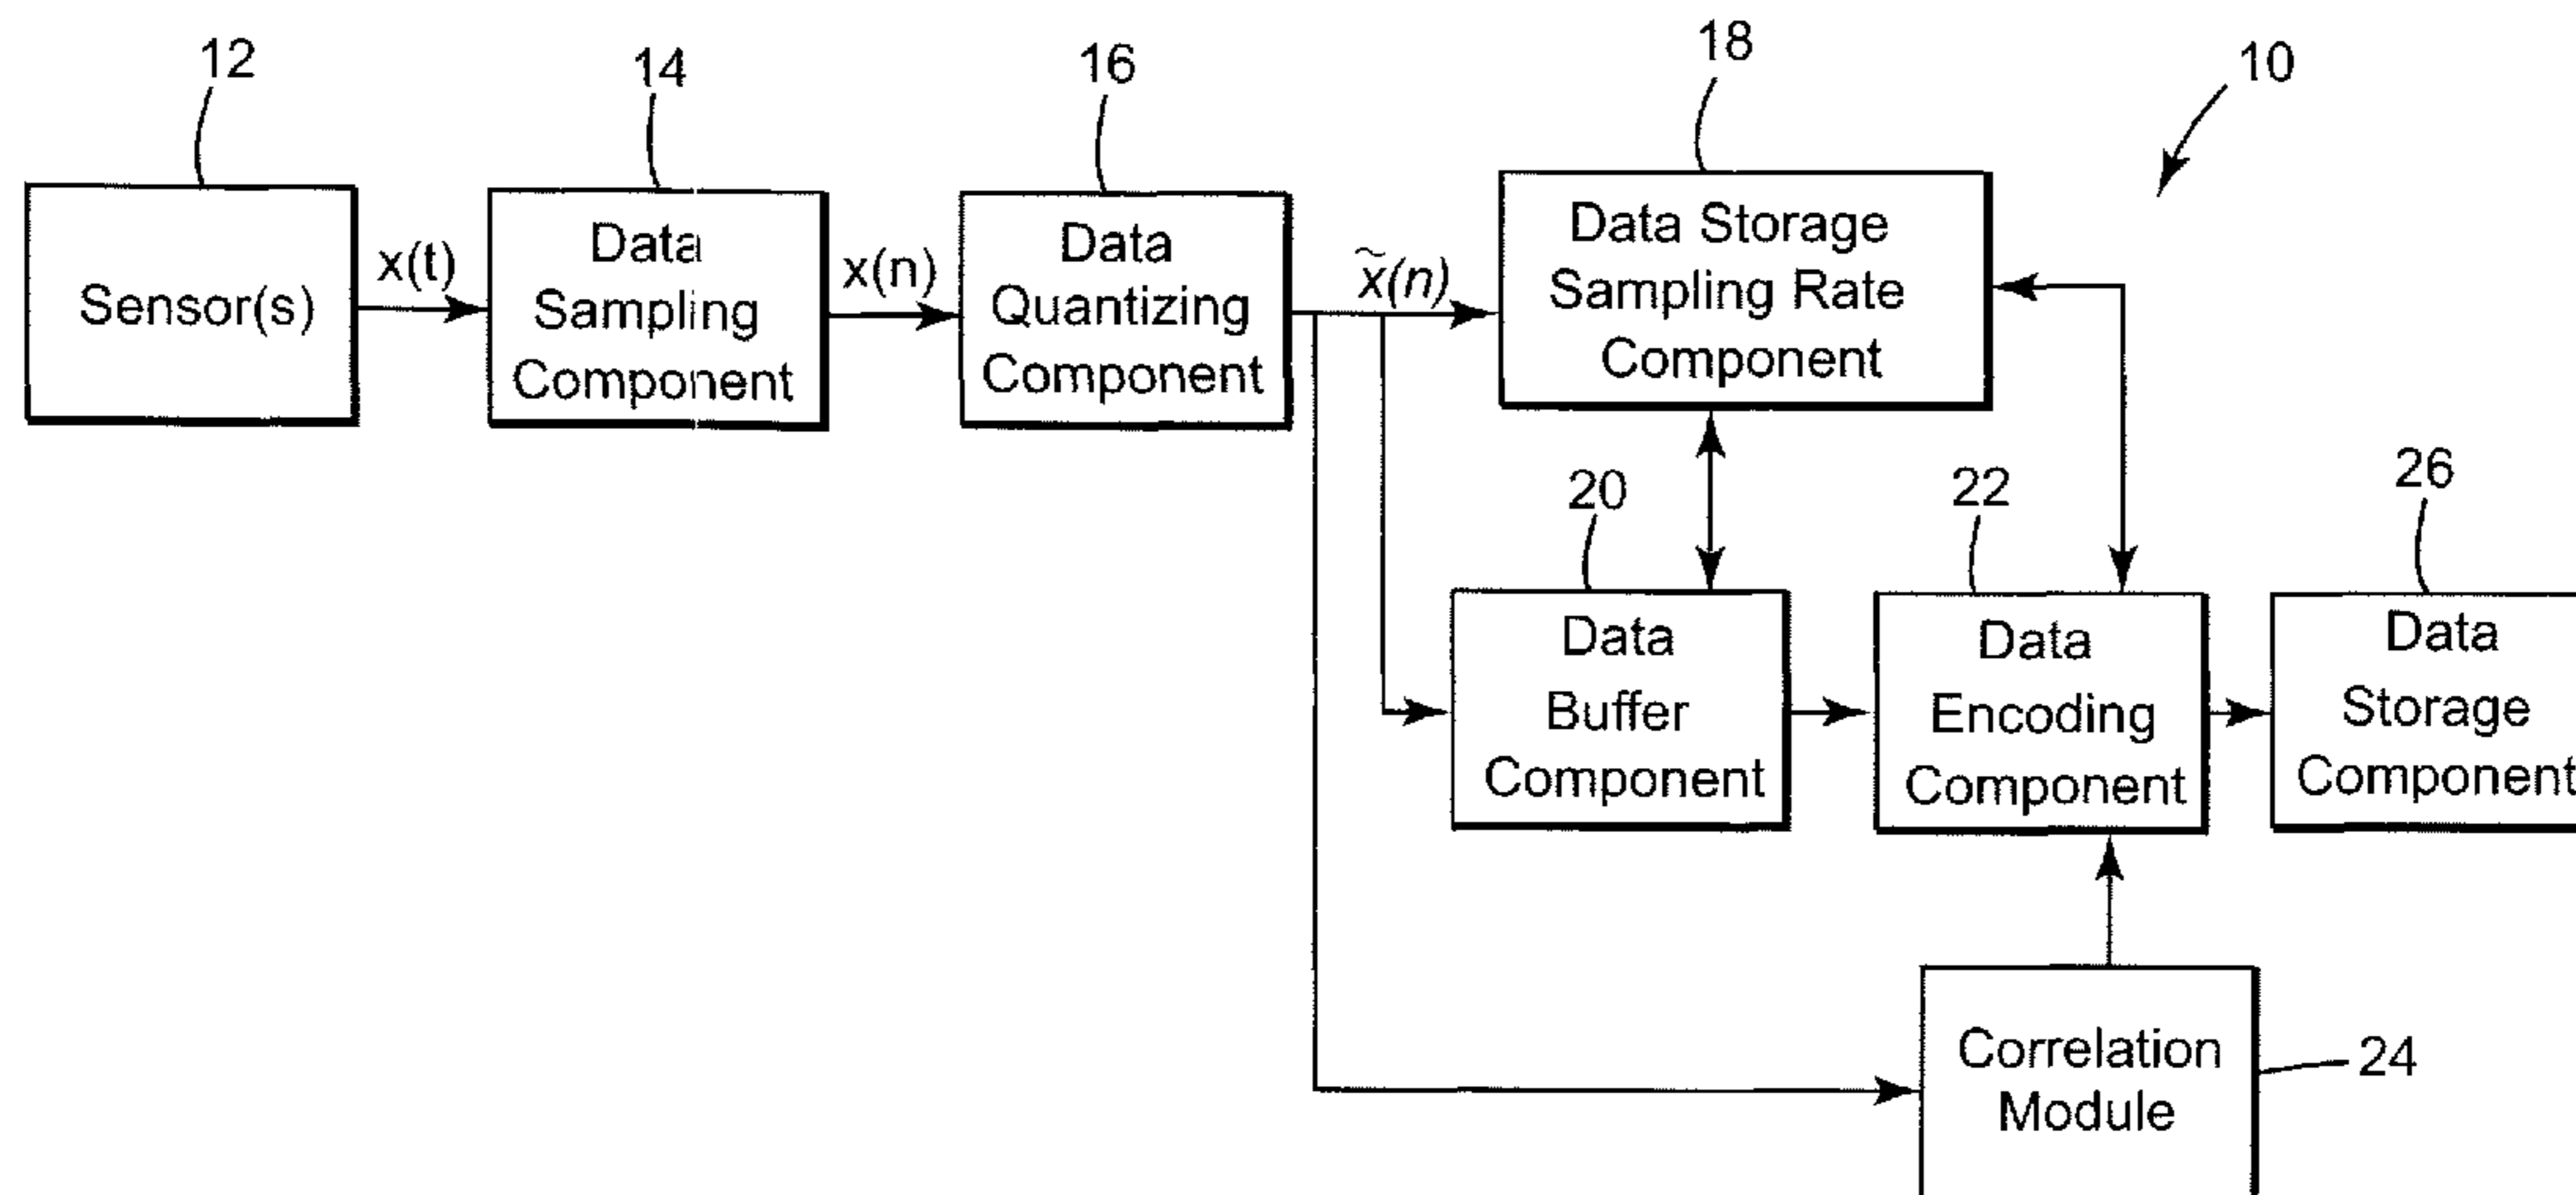 12
14
16
18
10
Sensor(s)
x(t)
Data
Sampling
Component
x(n)
Data
Quantizing
Component
x̃(n)
Data Storage
Sampling Rate
Component
20
22
26
Data
Buffer
Component
Data
Encoding
Component
Data
Storage
Component
Correlation
Module
24